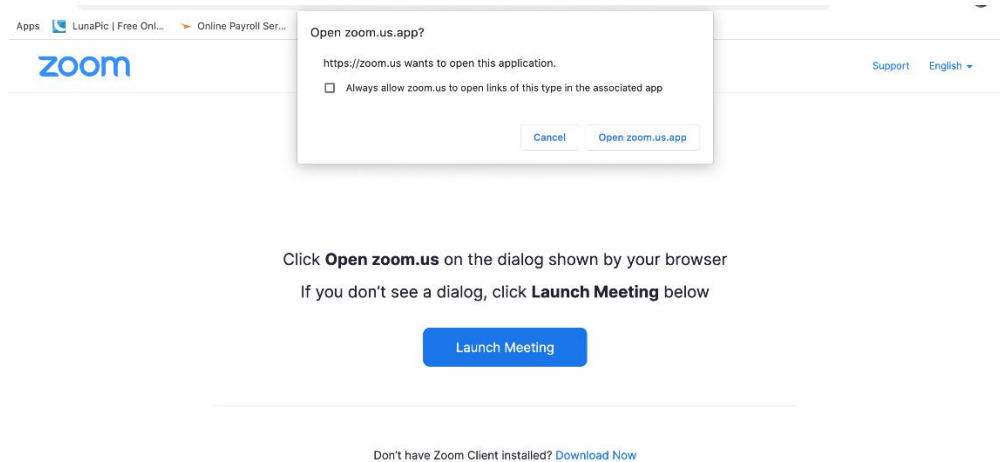 Apps LunaPic | Free Onl... Online Payroll Ser...
Open zoom.us.app?
https://zoom.us wants to open this application.
Always allow zoom.us to open links of this type in the associated app
Cancel Open zoom.us.app
zoom
Support English
Click Open zoom.us on the dialog shown by your browser
If you don't see a dialog, click Launch Meeting below
Launch Meeting
Don't have Zoom Client installed? Download Now